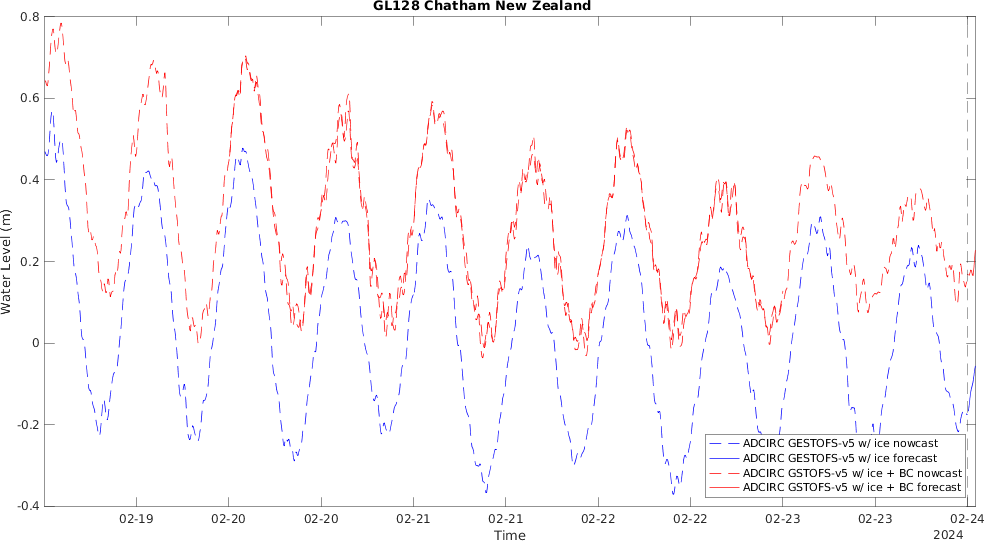 GL128 Chatham New Zealand
0.8
0.6
0.4
0.2
0
-0.2
-0.4
Water Level (m)
02-19
02-20
02-20
02-21
02-21
02-22
02-22
02-23
02-23
02-24
2024
Time
ADCIRC GESTOFS-v5 w/ ice nowcast
ADCIRC GESTOFS-v5 w/ ice forecast
ADCIRC GSTOFS-v5 w/ ice + BC nowcast
ADCIRC GSTOFS-v5 w/ ice + BC forecast